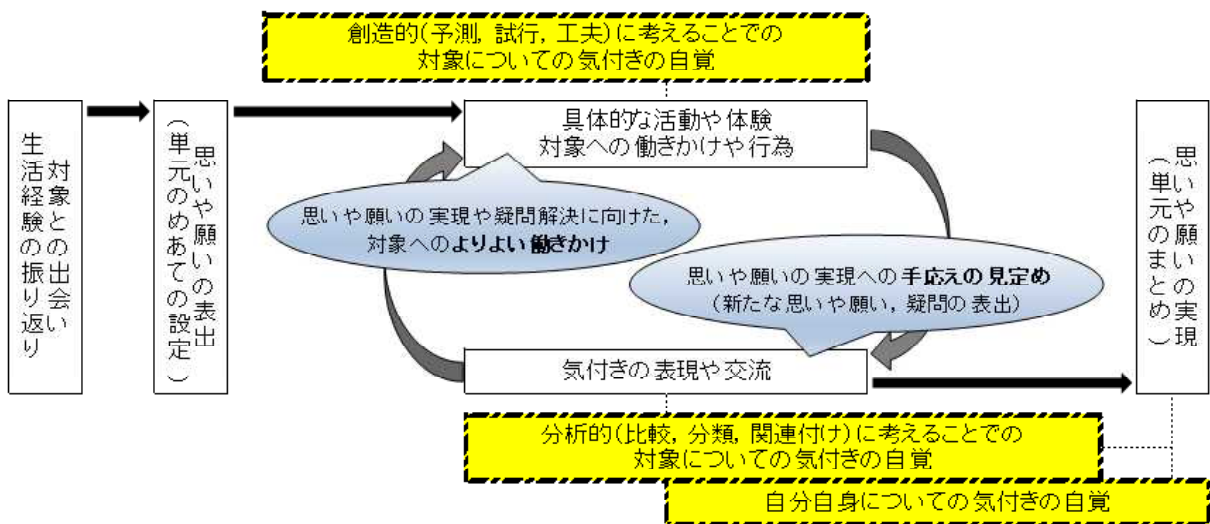 創造的(予測, 試行, 工夫)に考えることでの
対象についての気付きの自覚
対象との出会い
生活経験の振り返り
思いや願いの表出
(単元のめあての設定)
具体的な活動や体験
対象への働きかけや行為
思いや願いの実現や疑問解決に向けた,
対象へのよりよい働きかけ
思いや願いの実現への手応えの見定め
(新たな思いや願い, 疑問の表出)
気付きの表現や交流
思いや願いの実現
(単元のまとめ)
分析的(比較, 分類, 関連付け)に考えることでの
対象についての気付きの自覚
自分自身についての気付きの自覚